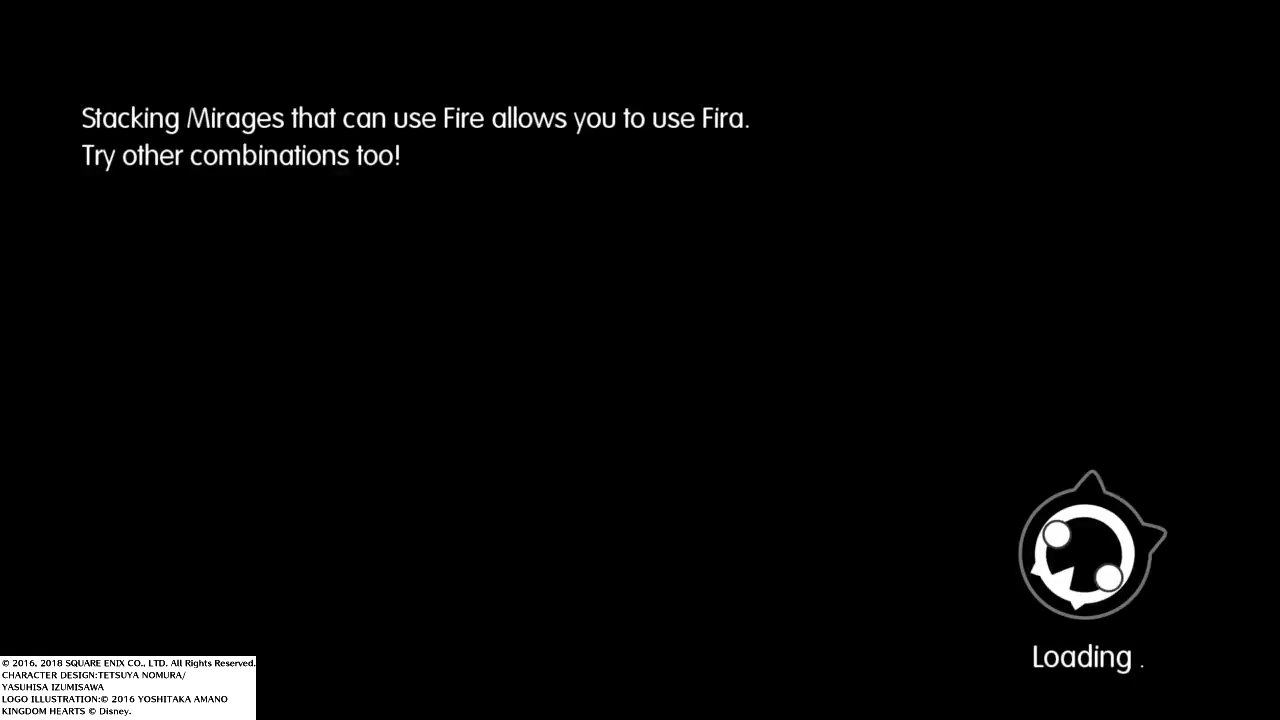 Stacking Mirages that can use Fire allows you to use Fira.
Try other combinations too!
Loading .
© 2016, 2018 SQUARE ENIX CO., LTD. All Rights Reserved.
CHARACTER DESIGN:TETSUYA NOMURA/
YASUHISA IZUMISAWA
LOGO ILLUSTRATION:© 2016 YOSHITAKA AMANO
KINGDOM HEARTS © Disney.